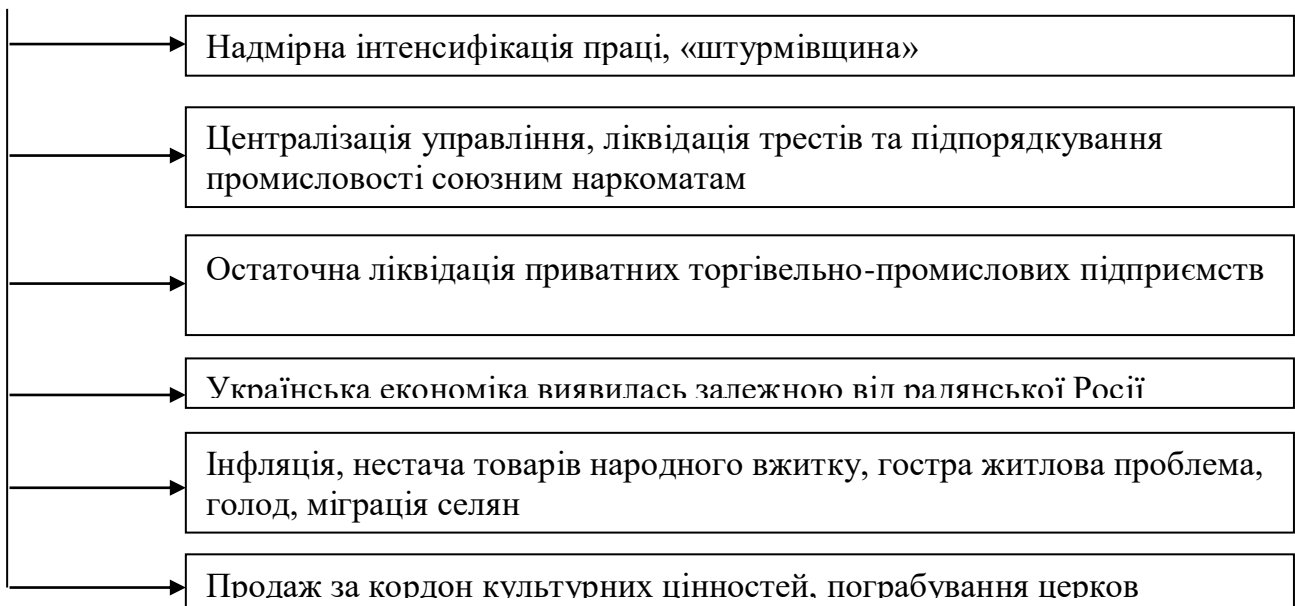 Надмірна інтенсифікація праці, «штурмівщина»
Централізація управління, ліквідація трестів та підпорядкування
промисловості союзним наркоматам
Остаточна ліквідація приватних торгівельно-промислових підприємств
Українська економіка виявилась залежною від радянської Росії
Інфляція, нестача товарів народного вжитку, гостра житлова проблема,
голод, міграція селян
Продаж за кордон культурних цінностей, пограбування церков